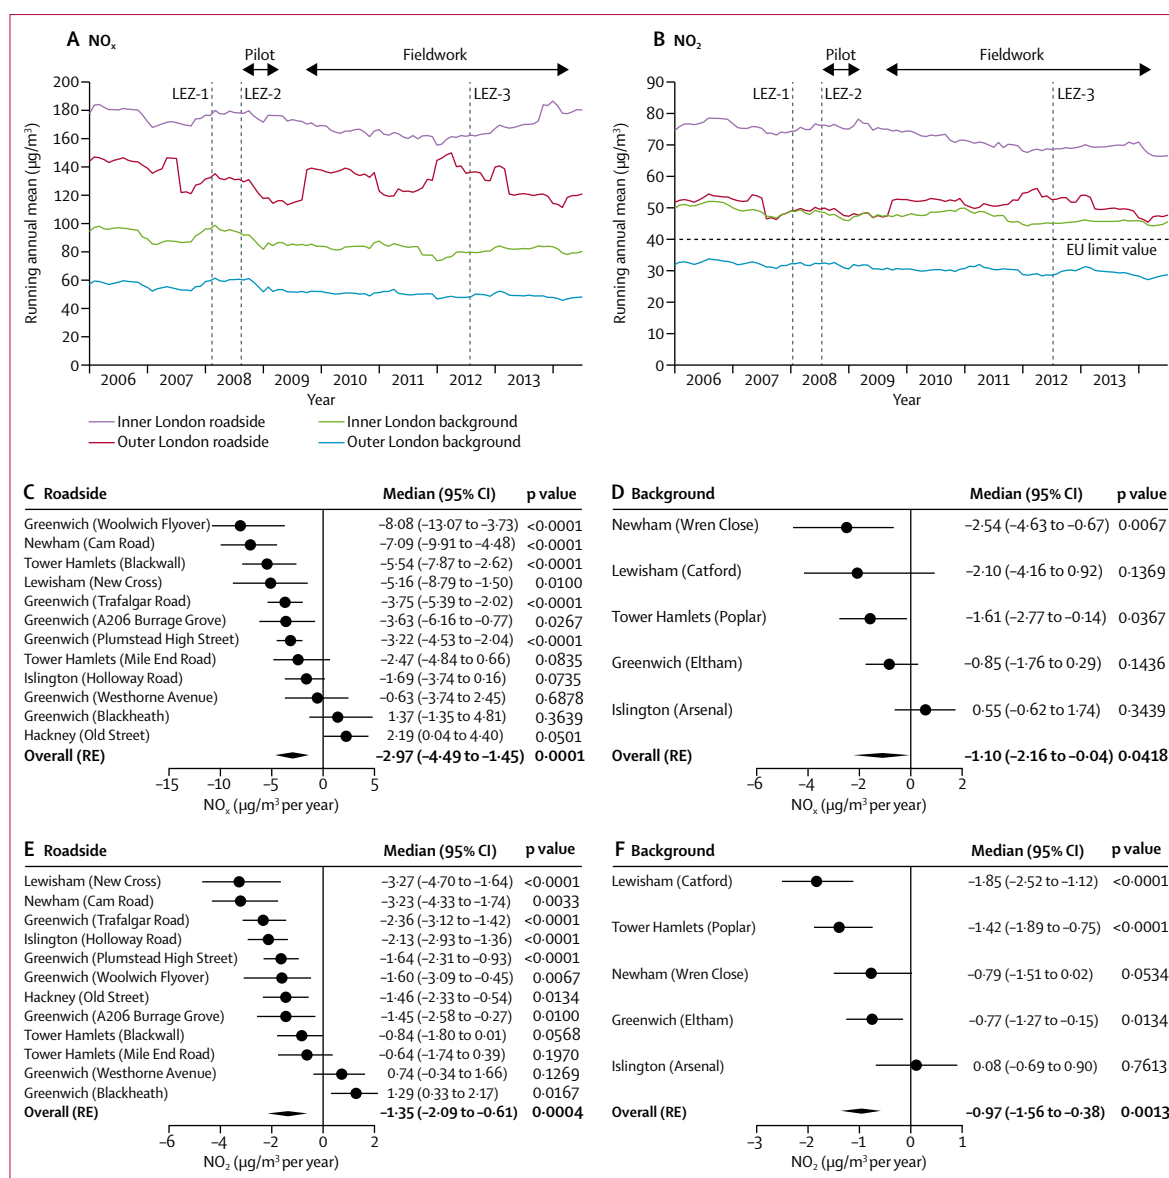 A NOx
Pilot
Fieldwork
LEZ-1
LEZ-2
LEZ-3
Running annual mean (μg/m³)
200
180
160
140
120
100
80
60
40
20
0
2006 2007 2008 2009 2010 2011 2012 2013
Year
Inner London roadside
Outer London roadside
Inner London background
Outer London background
B NO₂
Pilot
Fieldwork
LEZ-1
LEZ-2
LEZ-3
EU limit value
Running annual mean (μg/m³)
90
80
70
60
50
40
30
20
10
0
2006 2007 2008 2009 2010 2011 2012 2013
Year
C Roadside Median (95% CI) p value
Greenwich (Woolwich Flyover) –8·08 (–13·07 to –3·73) <0·0001
Newham (Cam Road) –7·09 (–9·91 to –4·48) <0·0001
Tower Hamlets (Blackwall) –5·54 (–7·87 to –2·62) <0·0001
Lewisham (New Cross) –5·16 (–8·79 to –1·50) 0·0100
Greenwich (Trafalgar Road) –3·75 (–5·39 to –2·02) <0·0001
Greenwich (A206 Burrage Grove) –3·63 (–6·16 to –0·77) 0·0267
Greenwich (Plumstead High Street) –3·22 (–4·53 to –2·04) <0·0001
Tower Hamlets (Mile End Road) –2·47 (–4·84 to 0·66) 0·0835
Islington (Holloway Road) –1·69 (–3·74 to 0·16) 0·0735
Greenwich (Westhorne Avenue) –0·63 (–3·74 to 2·45) 0·6878
Greenwich (Blackheath) 1·37 (–1·35 to 4·81) 0·3639
Hackney (Old Street) 2·19 (0·04 to 4·40) 0·0501
Overall (RE) –2·97 (–4·49 to –1·45) 0·0001
–15 –10 –5 0 5
NOx (μg/m³ per year)
D Background Median (95% CI) p value
Newham (Wren Close) –2·54 (–4·63 to –0·67) 0·0067
Lewisham (Catford) –2·10 (–4·16 to 0·92) 0·1369
Tower Hamlets (Poplar) –1·61 (–2·77 to –0·14) 0·0367
Greenwich (Eltham) –0·85 (–1·76 to 0·29) 0·1436
Islington (Arsenal) 0·55 (–0·62 to 1·74) 0·3439
Overall (RE) –1·10 (–2·16 to –0·04) 0·0418
–6 –4 –2 0 2
NOx (μg/m³ per year)
E Roadside Median (95% CI) p value
Lewisham (New Cross) –3·27 (–4·70 to –1·64) <0·0001
Newham (Cam Road) –3·23 (–4·33 to –1·74) 0·0033
Greenwich (Trafalgar Road) –2·36 (–3·12 to –1·42) <0·0001
Islington (Holloway Road) –2·13 (–2·93 to –1·36) <0·0001
Greenwich (Plumstead High Street) –1·64 (–2·31 to –0·93) <0·0001
Greenwich (Woolwich Flyover) –1·60 (–3·09 to –0·45) 0·0067
Hackney (Old Street) –1·46 (–2·33 to –0·54) 0·0134
Greenwich (A206 Burrage Grove) –1·45 (–2·58 to –0·27) 0·0100
Tower Hamlets (Blackwall) –0·84 (–1·80 to 0·01) 0·0568
Tower Hamlets (Mile End Road) –0·64 (–1·74 to 0·39) 0·1970
Greenwich (Westhorne Avenue) 0·74 (–0·34 to 1·66) 0·1269
Greenwich (Blackheath) 1·29 (0·33 to 2·17) 0·0167
Overall (RE) –1·35 (–2·09 to –0·61) 0·0004
–6 –4 –2 0 2
NO₂ (μg/m³ per year)
F Background Median (95% CI) p value
Lewisham (Catford) –1·85 (–2·52 to –1·12) <0·0001
Tower Hamlets (Poplar) –1·42 (–1·89 to –0·75) <0·0001
Newham (Wren Close) –0·79 (–1·51 to 0·02) 0·0534
Greenwich (Eltham) –0·77 (–1·27 to –0·15) 0·0134
Islington (Arsenal) 0·08 (–0·69 to 0·90) 0·7613
Overall (RE) –0·97 (–1·56 to –0·38) 0·0013
–3 –2 –1 0 1
NO₂ (μg/m³ per year)